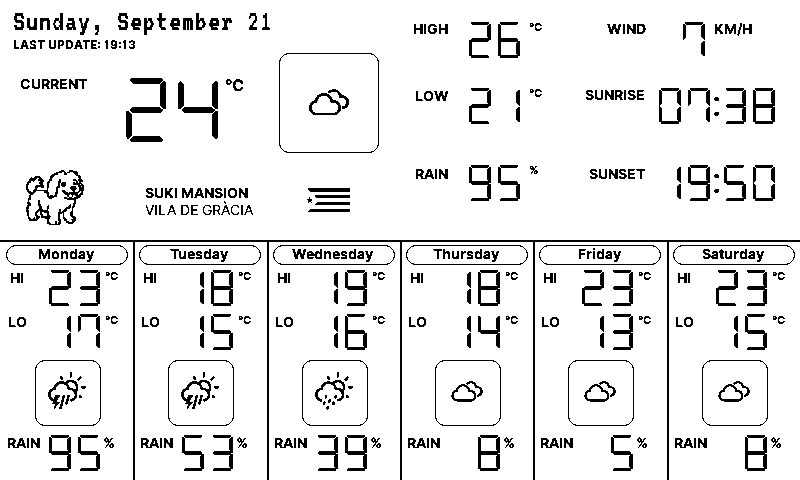 Sunday, September 21
LAST UPDATE: 19:13
CURRENT 24 °C
HIGH 26 °C
WIND 7 KM/H
LOW 21 °C
SUNRISE 07:38
RAIN 95 %
SUNSET 19:50
SUKI MANSION
VILA DE GRÀCIA
Monday
HI 23 °C
LO 17 °C
RAIN 95 %
Tuesday
HI 18 °C
LO 15 °C
RAIN 53 %
Wednesday
HI 19 °C
LO 16 °C
RAIN 39 %
Thursday
HI 18 °C
LO 14 °C
RAIN 8 %
Friday
HI 23 °C
LO 13 °C
RAIN 5 %
Saturday
HI 23 °C
LO 15 °C
RAIN 8 %